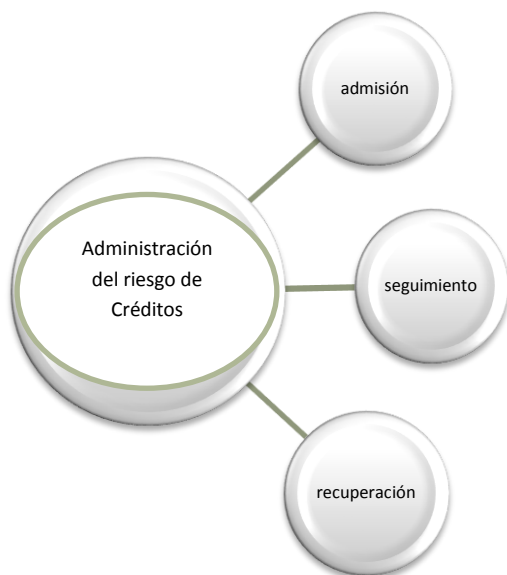 admisión
Administración
del riesgo de
Créditos
seguimiento
recuperación